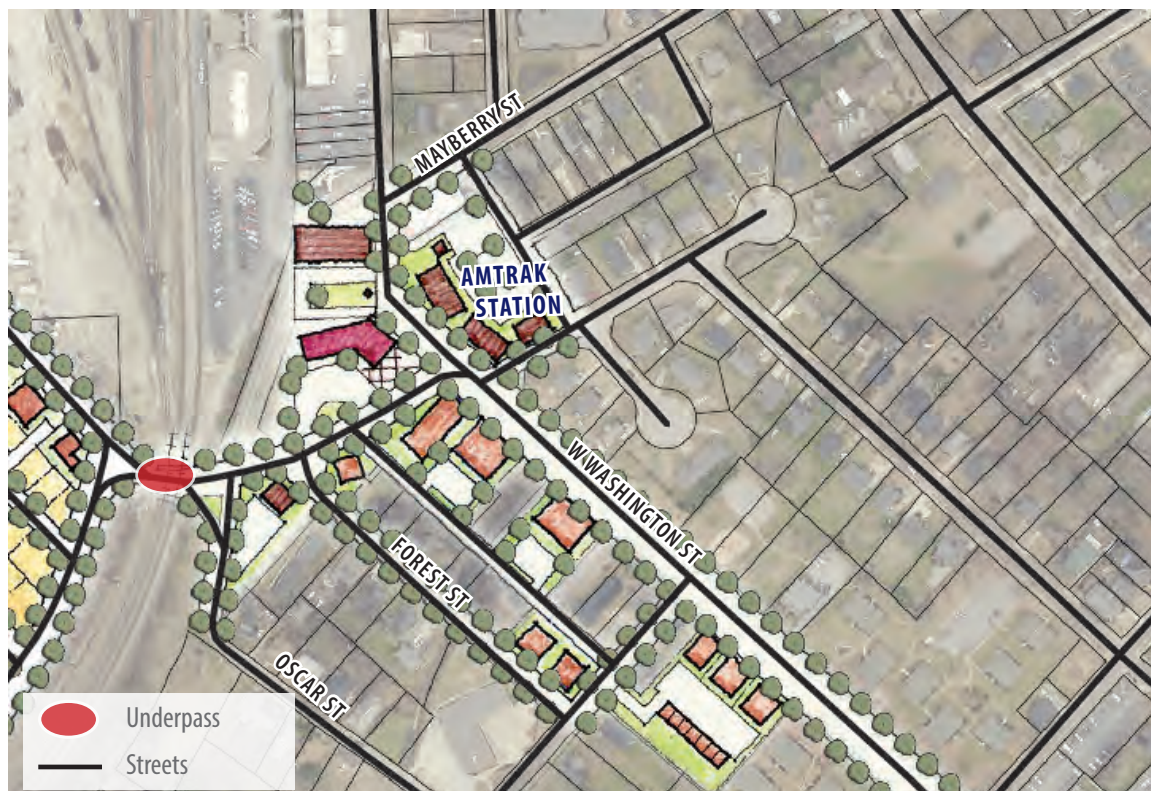 MAYBERRY ST
AMTRAK
STATION
W WASHINGTON ST
FOREST ST
OSCAR ST
Underpass
Streets